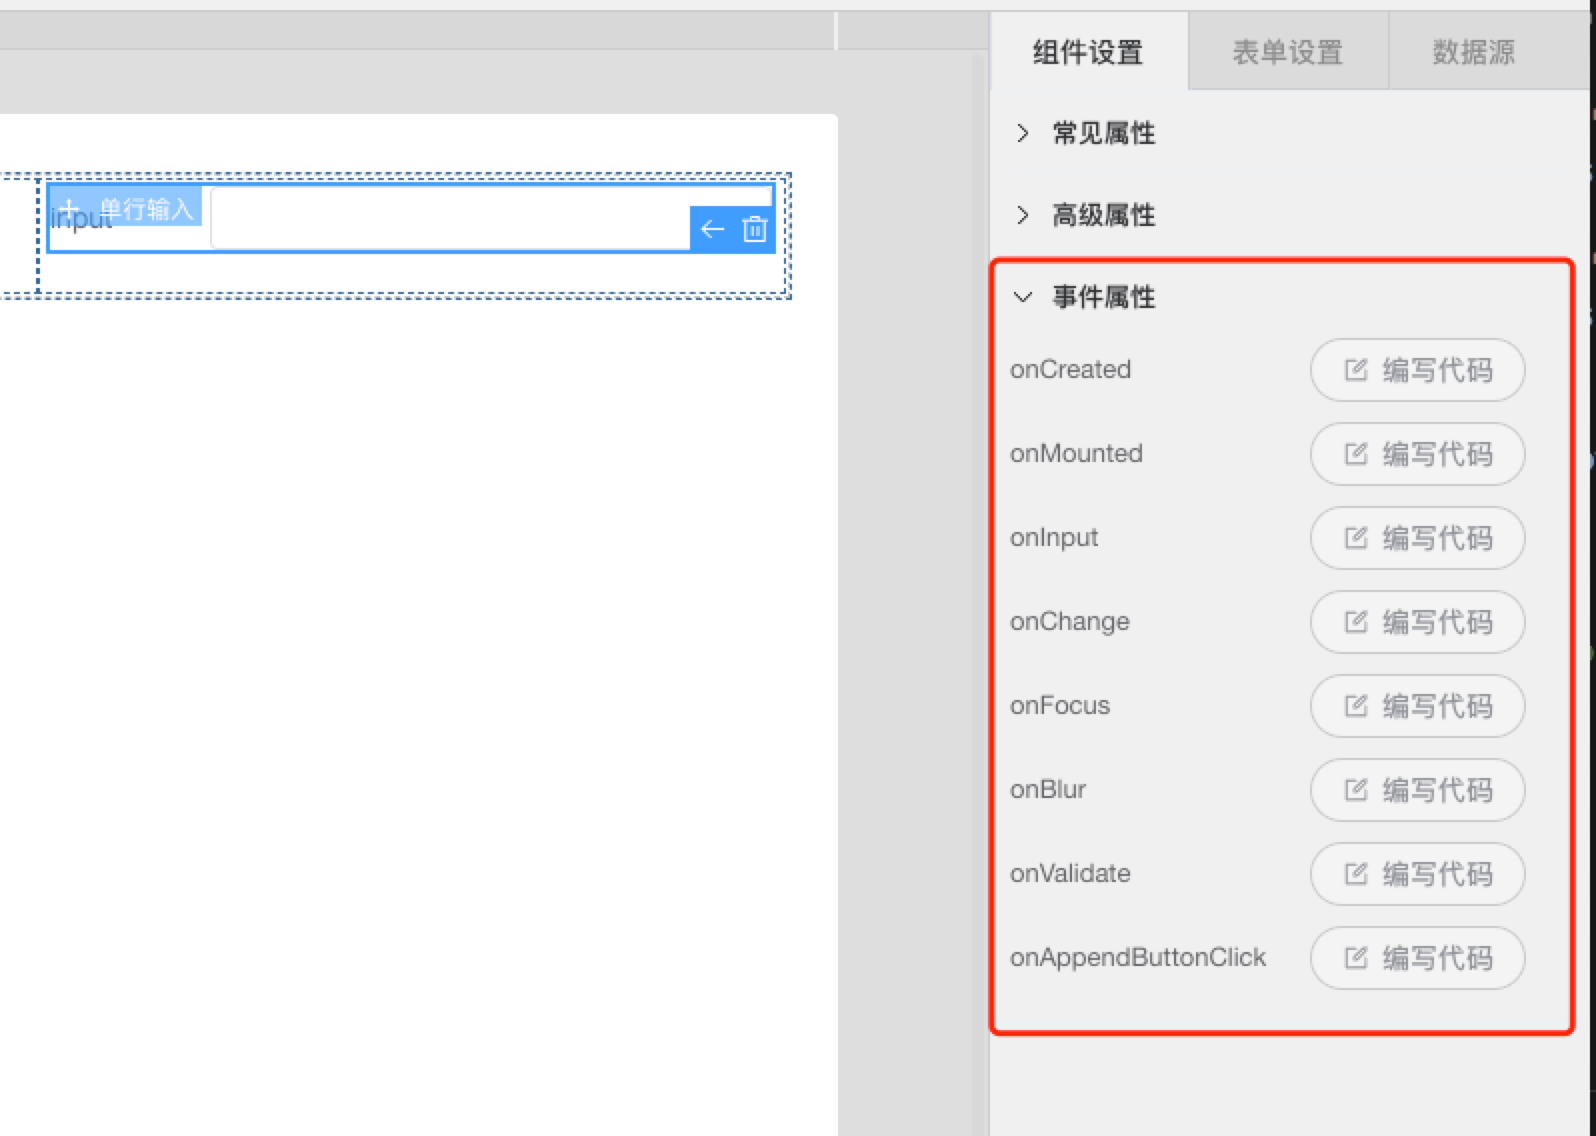 组件设置
表单设置
数据源
常见属性
高级属性
单行输入
input
事件属性
onCreated 编写代码
onMounted 编写代码
onInput 编写代码
onChange 编写代码
onFocus 编写代码
onBlur 编写代码
onValidate 编写代码
onAppendButtonClick 编写代码